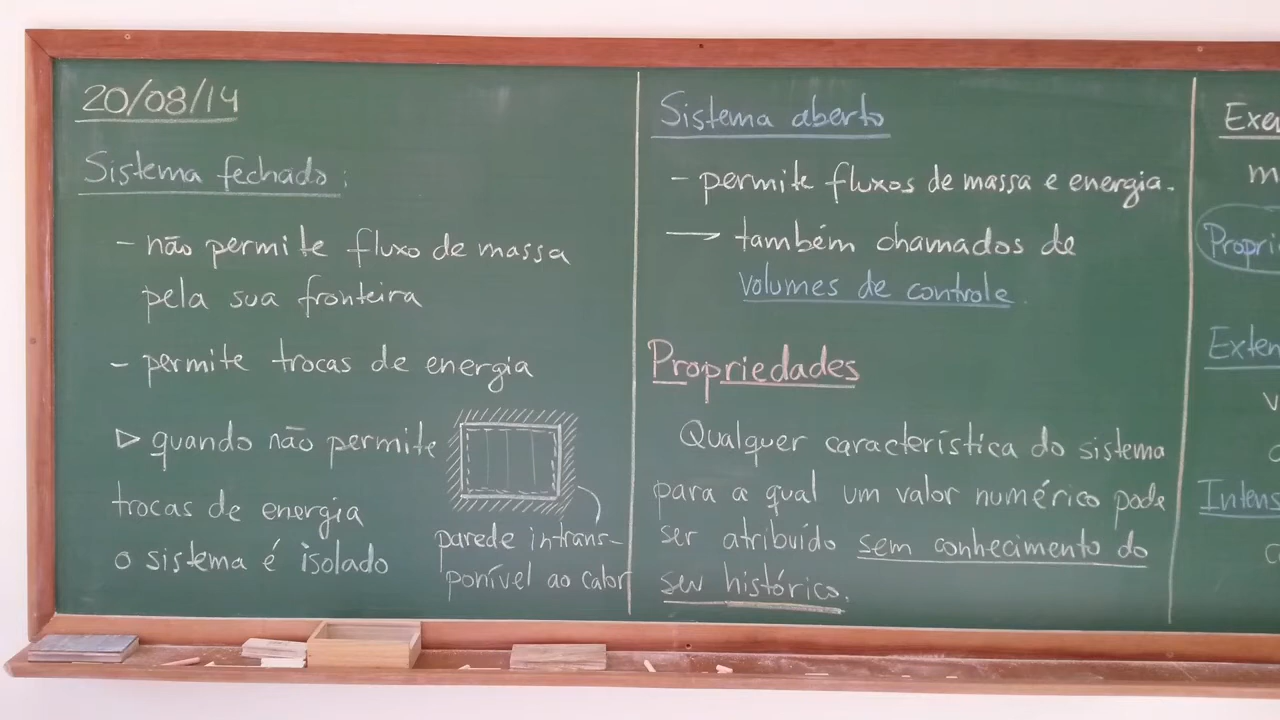 20/08/14
Sistema fechado:
- não permite fluxo de massa
pela sua fronteira
- permite trocas de energia
▷ quando não permite
trocas de energia
o sistema é isolado
parede intrans-
ponível ao calor
Sistema aberto
- permite fluxos de massa e energia.
→ também chamados de
volumes de controle.
Propriedades
Qualquer característica do sistema
para a qual um valor numérico pode
ser atribuído sem conhecimento do
seu histórico.